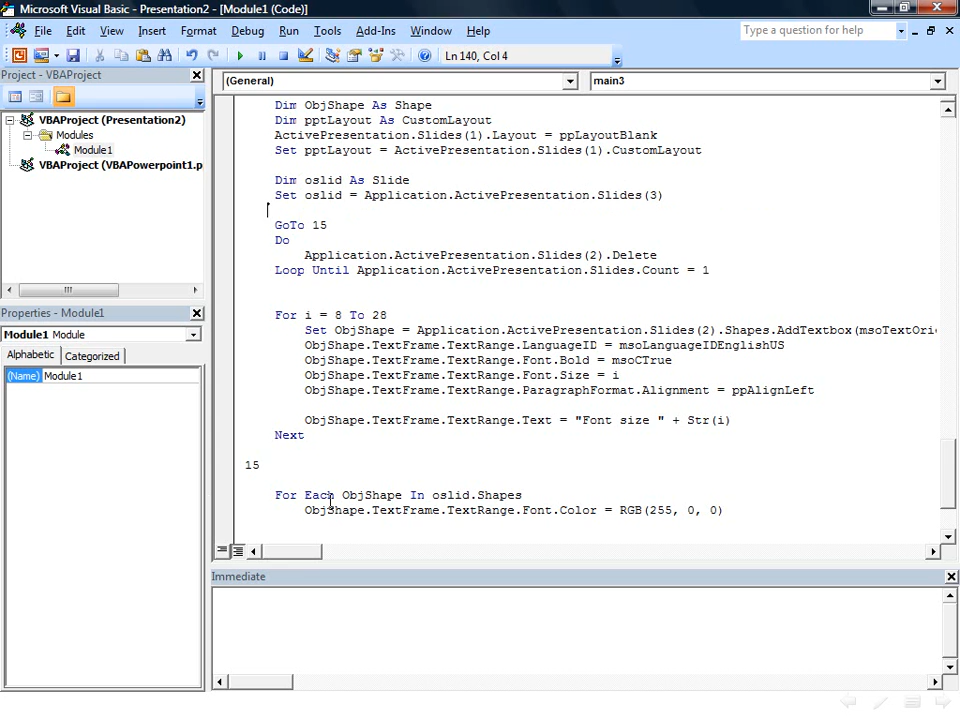 Microsoft Visual Basic - Presentation2 - [Module1 (Code)]
File Edit View Insert Format Debug Run Tools Add-Ins Window Help
Type a question for help
Ln 140, Col 4
Project - VBAProject
(General)
main3
VBAProject (Presentation2)
Modules
Module1
VBAProject (VBAPowerpoint1.p
Properties - Module1
Module1 Module
Alphabetic Categorized
(Name) Module1
Dim ObjShape As Shape
Dim pptLayout As CustomLayout
ActivePresentation.Slides(1).Layout = ppLayoutBlank
Set pptLayout = ActivePresentation.Slides(1).CustomLayout
Dim oslid As Slide
Set oslid = Application.ActivePresentation.Slides(3)
GoTo 15
Do
Application.ActivePresentation.Slides(2).Delete
Loop Until Application.ActivePresentation.Slides.Count = 1
For i = 8 To 28
Set ObjShape = Application.ActivePresentation.Slides(2).Shapes.AddTextbox(msoTextOri
ObjShape.TextFrame.TextRange.LanguageID = msoLanguageIDEnglishUS
ObjShape.TextFrame.TextRange.Font.Bold = msoCTrue
ObjShape.TextFrame.TextRange.Font.Size = i
ObjShape.TextFrame.TextRange.ParagraphFormat.Alignment = ppAlignLeft
ObjShape.TextFrame.TextRange.Text = "Font size " + Str(i)
Next
15
For Each ObjShape In oslid.Shapes
ObjShape.TextFrame.TextRange.Font.Color = RGB(255, 0, 0)
Immediate